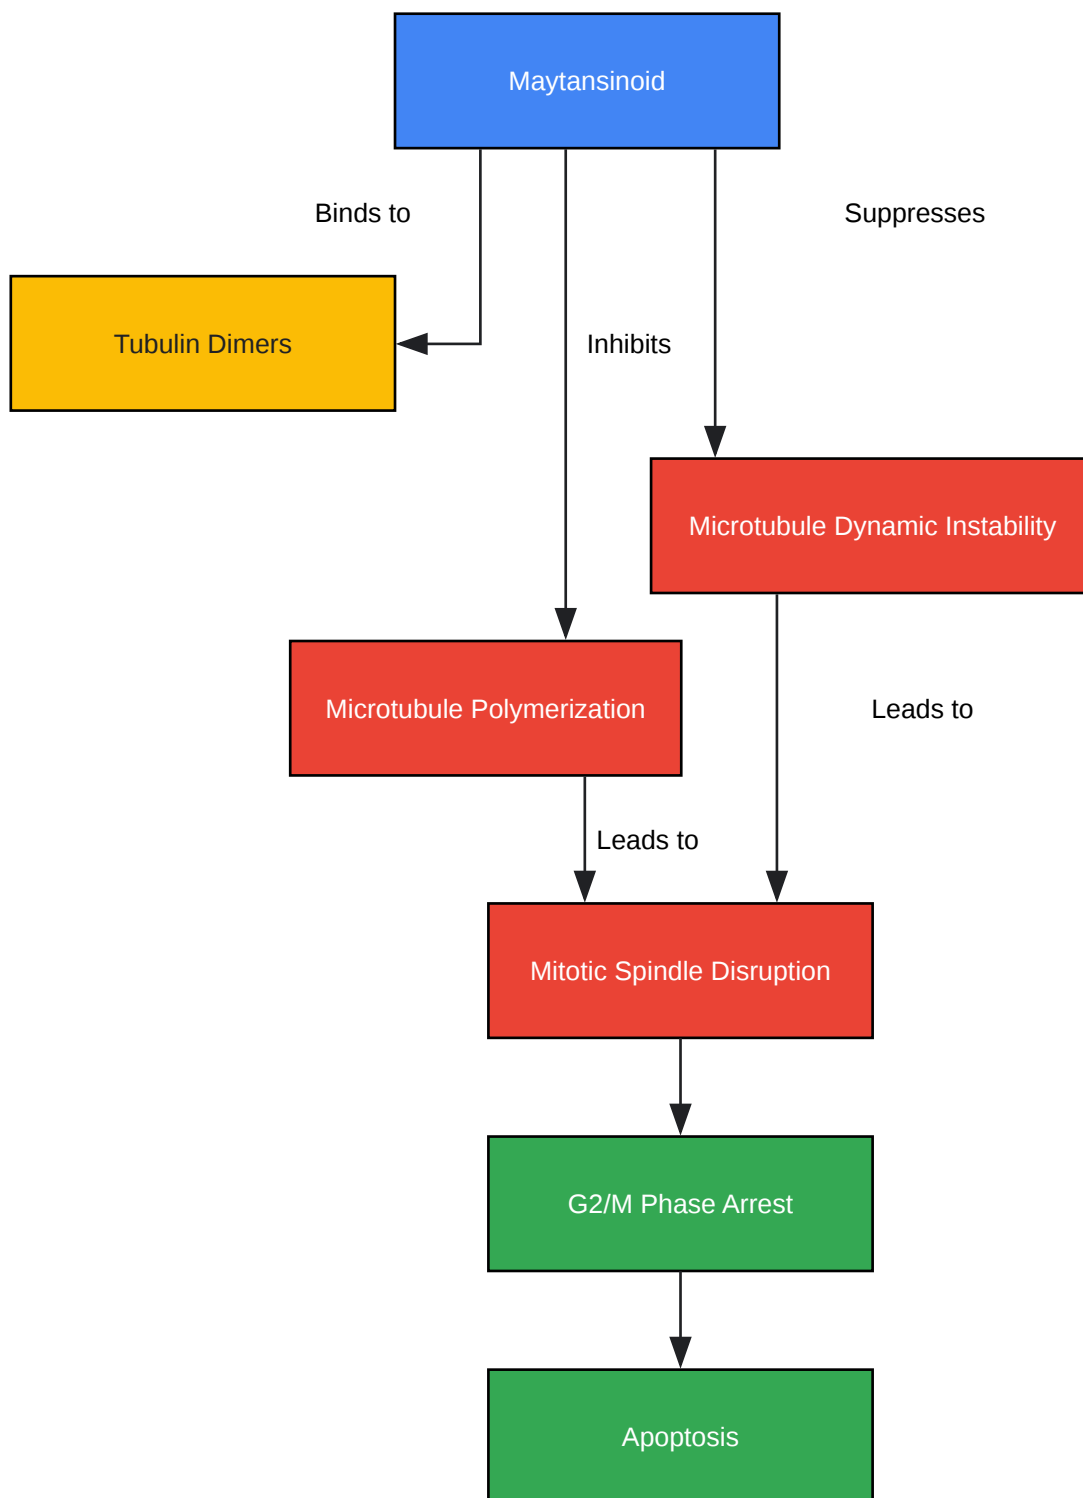 Maytansinoid
Binds to
Suppresses
Tubulin Dimers
Inhibits
Microtubule Dynamic Instability
Microtubule Polymerization
Leads to
Leads to
Mitotic Spindle Disruption
G2/M Phase Arrest
Apoptosis